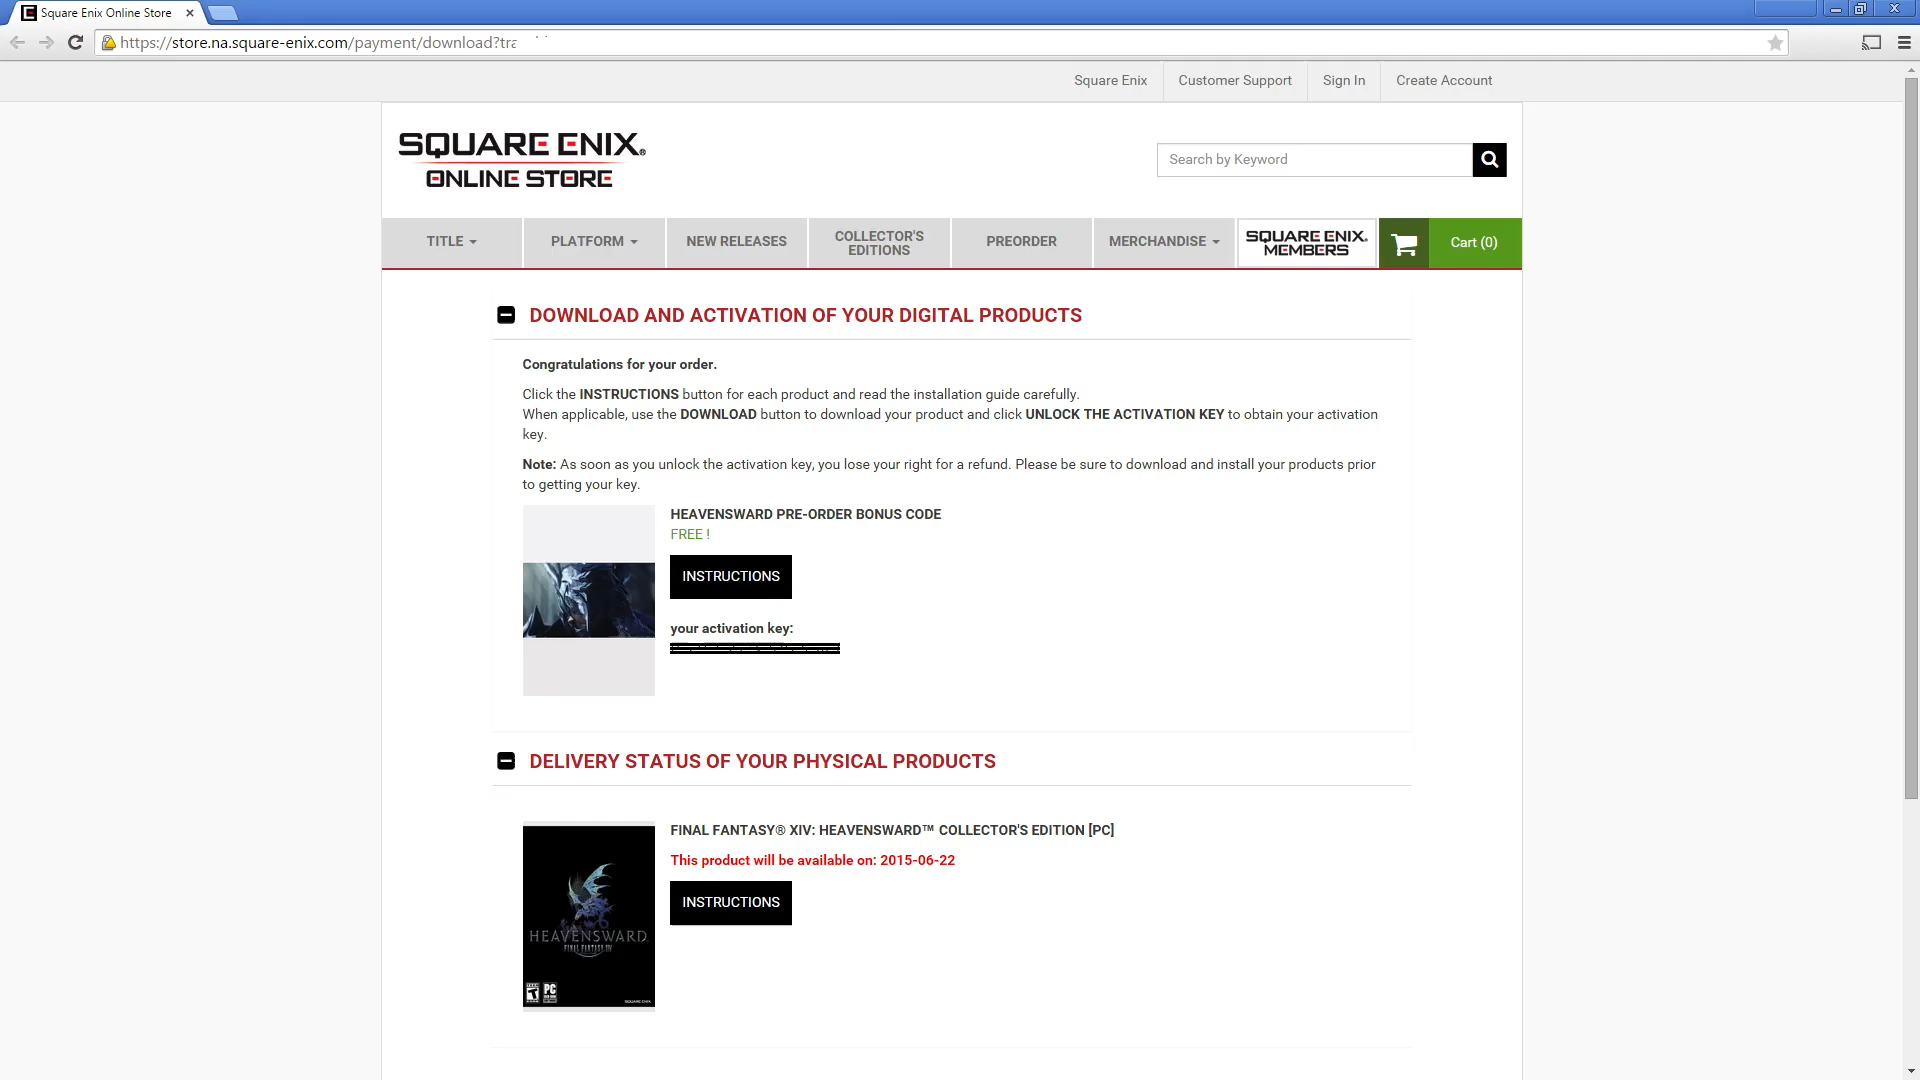 Square Enix Online Store
https://store.na.square-enix.com/payment/download?tra
Square Enix
Customer Support
Sign In
Create Account
SQUARE ENIX®
ONLINE STORE
Search by Keyword
TITLE
PLATFORM
NEW RELEASES
COLLECTOR'S
EDITIONS
PREORDER
MERCHANDISE
SQUARE ENIX®
MEMBERS
Cart (0)
DOWNLOAD AND ACTIVATION OF YOUR DIGITAL PRODUCTS
Congratulations for your order.
Click the INSTRUCTIONS button for each product and read the installation guide carefully.
When applicable, use the DOWNLOAD button to download your product and click UNLOCK THE ACTIVATION KEY to obtain your activation
key.
Note: As soon as you unlock the activation key, you lose your right for a refund. Please be sure to download and install your products prior
to getting your key.
HEAVENSWARD PRE-ORDER BONUS CODE
FREE !
INSTRUCTIONS
your activation key:
DELIVERY STATUS OF YOUR PHYSICAL PRODUCTS
FINAL FANTASY® XIV: HEAVENSWARD™ COLLECTOR'S EDITION [PC]
This product will be available on: 2015-06-22
INSTRUCTIONS
HEAVENSWARD
FINAL FANTASY XIV
T
PC
SQUARE ENIX